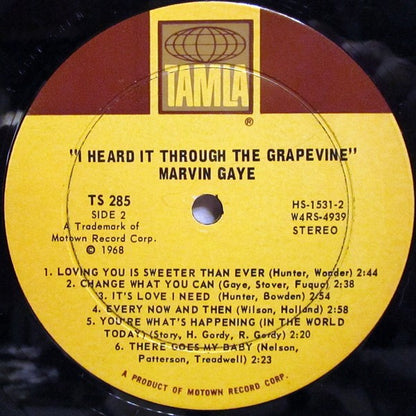 TAMLA
®
"I HEARD IT THROUGH THE GRAPEVINE"
MARVIN GAYE
TS 285
SIDE 2
A Trademark of
Motown Record Corp.
© 1968
HS-1531-2
W4RS-4939
STEREO
1. LOVING YOU IS SWEETER THAN EVER (Hunter, Wonder) 2:44
2. CHANGE WHAT YOU CAN (Gaye, Stover, Fuquc) 2:38
3. IT'S LOVE I NEED (Hunter, Bowden) 2:54
4. EVERY NOW AND THEN (Wilson, Holland) 2:58
5. YOU'RE WHAT'S HAPPENING (IN THE WORLD
TODAY) (Story, H. Gordy, R. Gordy) 2:20
6. THERE GOES MY BABY (Nelson,
Patterson, Treadwell) 2:23
A PRODUCT OF MOTOWN RECORD CORP.